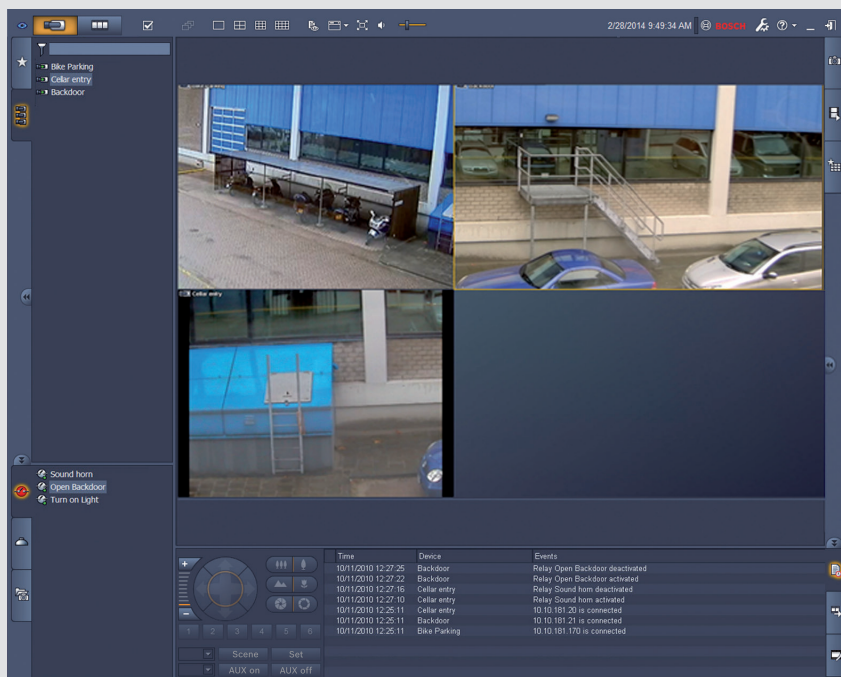 2/28/2014 9:49:34 AM BOSCH
Bike Parking
Cellar entry
Backdoor
Cellar entry
Sound horn
Open Backdoor
Turn on Light
1 2 3 4 5 6
Scene Set
AUX on AUX off
Time Device Events
10/11/2010 12:27:25 Backdoor Relay Open Backdoor deactivated
10/11/2010 12:27:22 Backdoor Relay Open Backdoor activated
10/11/2010 12:27:16 Cellar entry Relay Sound horn deactivated
10/11/2010 12:27:10 Cellar entry Relay Sound horn activated
10/11/2010 12:25:11 Cellar entry 10.10.181.20 is connected
10/11/2010 12:25:11 Backdoor 10.10.181.21 is connected
10/11/2010 12:25:11 Bike Parking 10.10.181.170 is connected